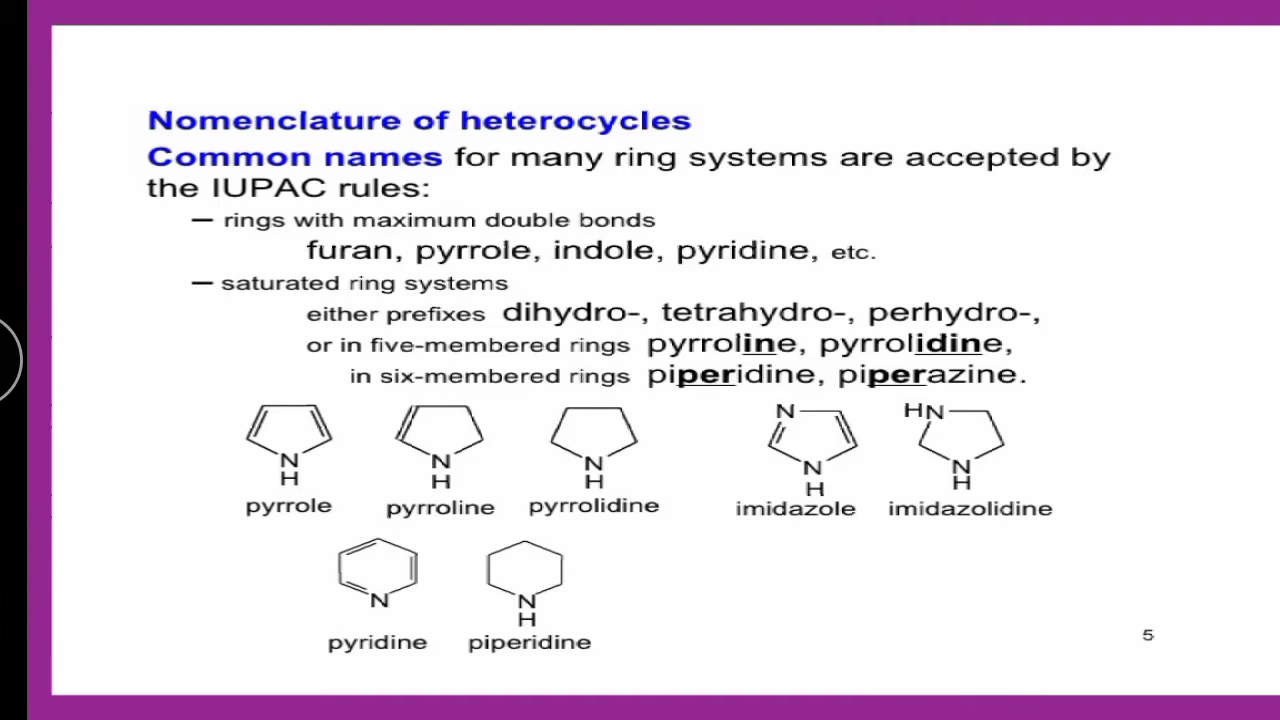 Nomenclature of heterocycles
Common names for many ring systems are accepted by
the IUPAC rules:
— rings with maximum double bonds
furan, pyrrole, indole, pyridine, etc.
— saturated ring systems
either prefixes dihydro-, tetrahydro-, perhydro-,
or in five-membered rings pyrroline, pyrrolidine,
in six-membered rings piperidine, piperazine.
N HN
N N N N N
H H H H H
pyrrole pyrroline pyrrolidine imidazole imidazolidine
N N
H
pyridine piperidine
5